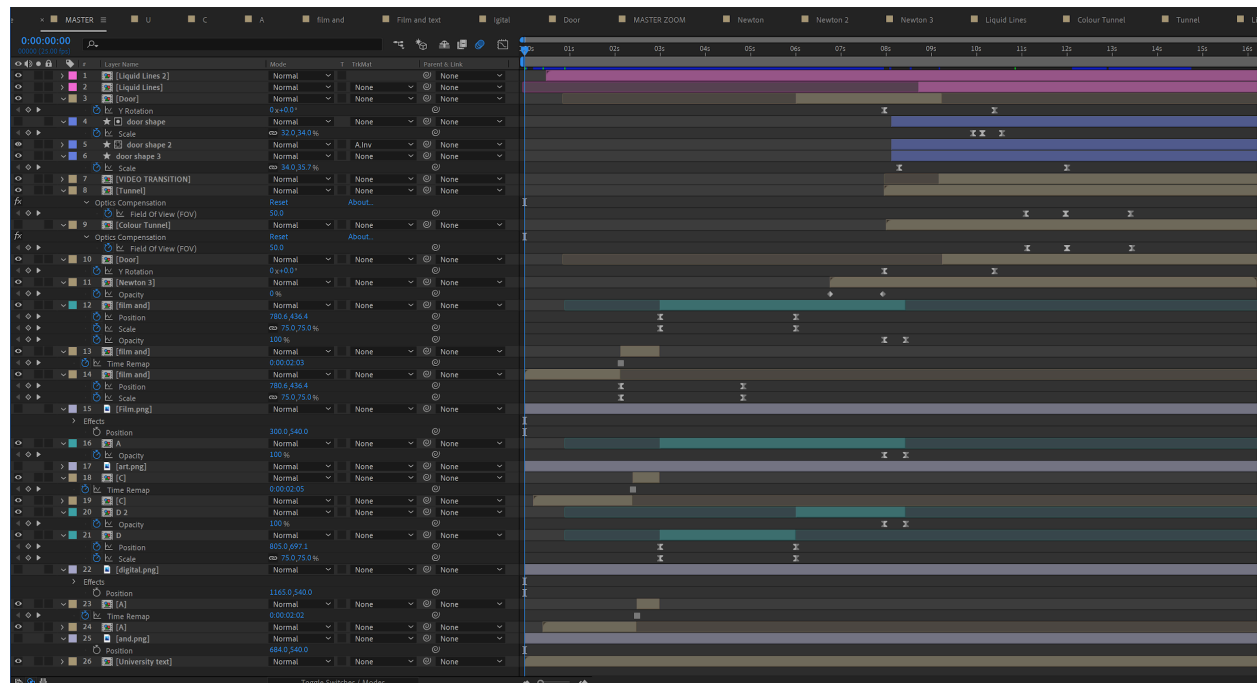 MASTER U C A film and Film and text Igital Door MASTER ZOOM Newton Newton 2 Newton 3 Liquid Lines Colour Tunnel Tunnel Li
0:00:00:00
# Layer Name Mode T TrkMat Parent & Link
01s 02s 03s 04s 05s 06s 07s 08s 09s 10s 11s 12s 13s 14s 15s 16s
1 [Liquid Lines 2] Normal None
2 [Liquid Lines] Normal None None
3 [Door] Normal None None
Y Rotation 0x+0.0°
4 door shape Normal None None
Scale 32.0,34.0%
5 door shape 2 Normal A.Inv None
6 door shape 3 Normal None None
Scale 34.0,35.7%
7 [VIDEO TRANSITION] Normal None None
8 [Tunnel] Normal None None
fx Optics Compensation Reset About...
Field Of View (FOV) 50.0
9 [Colour Tunnel] Normal None None
fx Optics Compensation Reset About...
Field Of View (FOV) 50.0
10 [Door] Normal None None
Y Rotation 0x+0.0°
11 [Newton 3] Normal None None
Opacity 0%
12 [film and] Normal None None
Position 780.6,436.4
Scale 75.0,75.0%
Opacity 100%
13 [film and] Normal None None
Time Remap 0:00:02:03
14 [film and] Normal None None
Position 780.6,436.4
Scale 75.0,75.0%
15 [Film.png] Normal None None
Effects
Position 300.0,540.0
16 A Normal None None
Opacity 100%
17 [art.png] Normal None None
18 [C] Normal None None
Time Remap 0:00:02:05
19 [C] Normal None None
20 D 2 Normal None None
Opacity 100%
21 D Normal None None
Position 805.0,697.1
Scale 75.0,75.0%
22 [digital.png] Normal None None
Effects
Position 1165.0,540.0
23 [A] Normal None None
Time Remap 0:00:02:02
24 [A] Normal None None
25 [and.png] Normal None None
Position 684.0,540.0
26 [University text] Normal None None
Toggle Switches / Modes